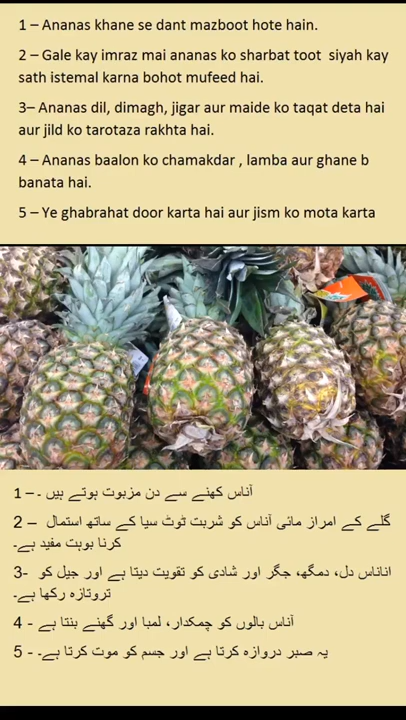 1 – Ananas khane se dant mazboot hote hain.
2 – Gale kay imraz mai ananas ko sharbat toot siyah kay
sath istemal karna bohot mufeed hai.
3– Ananas dil, dimagh, jigar aur maide ko taqat deta hai
aur jild ko tarotaza rakhta hai.
4 – Ananas baalon ko chamakdar , lamba aur ghane b
banata hai.
5 – Ye ghabrahat door karta hai aur jism ko mota karta
1 – آناس کھنے سے دن مزبوت ہوتے ہیں ۔
2 – گلے کے امراز مائی آناس کو شربت ٹوٹ سیا کے ساتھ استمال
کرنا بوہت مفید ہے۔
3- اناناس دل، دمگھ، جگر اور شادی کو تقویت دیتا ہے اور جیل کو
تروتازہ رکھا ہے۔
4 - آناس بالوں کو چمکدار، لمبا اور گھنے بنتا ہے
5 - یہ صبر دروازہ کرتا ہے اور جسم کو موت کرتا ہے۔